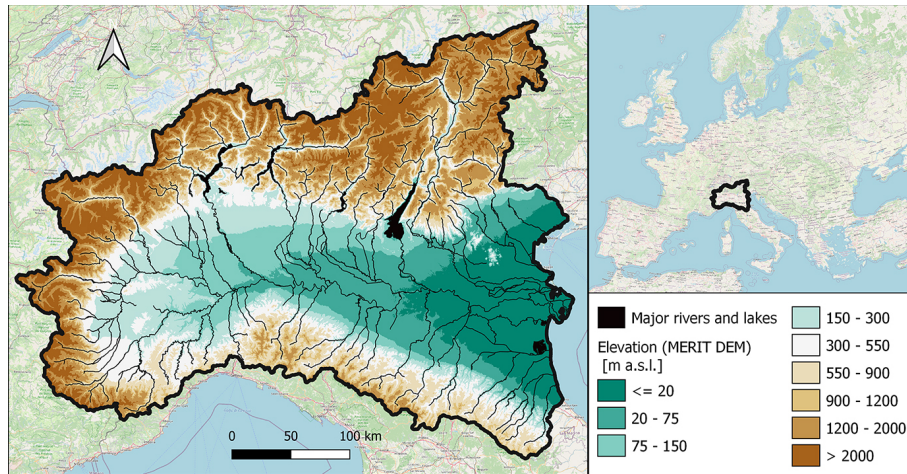 0 50 100 km
Major rivers and lakes
Elevation (MERIT DEM)
[m a.s.l.]
<= 20
20 - 75
75 - 150
150 - 300
300 - 550
550 - 900
900 - 1200
1200 - 2000
> 2000